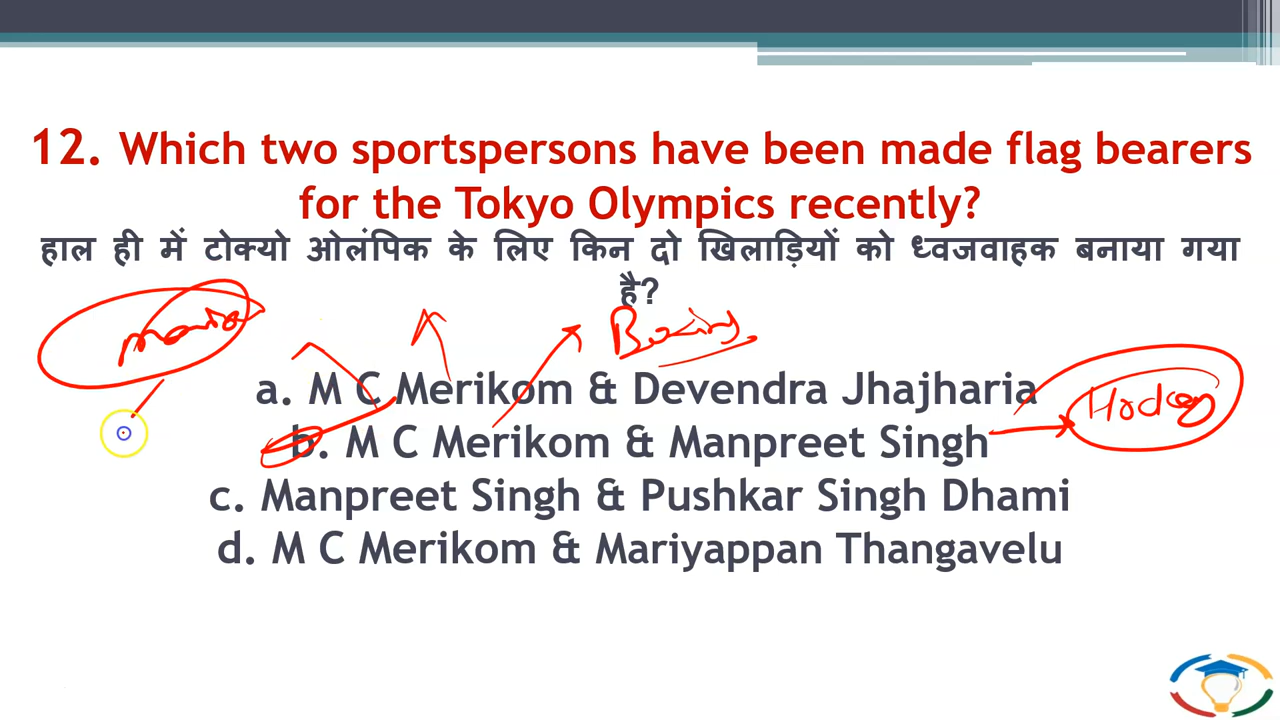 12. Which two sportspersons have been made flag bearers
for the Tokyo Olympics recently?
हाल ही में टोक्यो ओलंपिक के लिए किन दो खिलाड़ियों को ध्वजवाहक बनाया गया
है?
Boxing
a. M C Merikom & Devendra Jhajharia
b. M C Merikom & Manpreet Singh
c. Manpreet Singh & Pushkar Singh Dhami
d. M C Merikom & Mariyappan Thangavelu